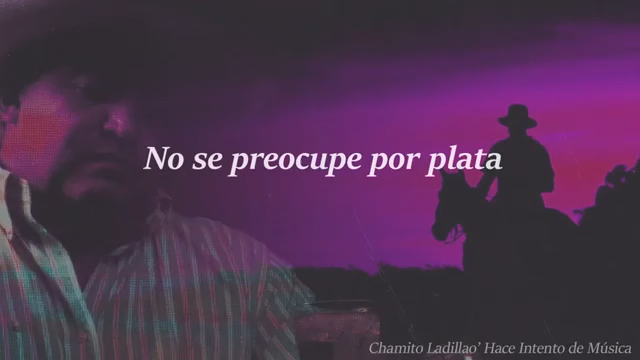 No se preocupe por plata
Chamito Ladillao' Hace Intento de Música